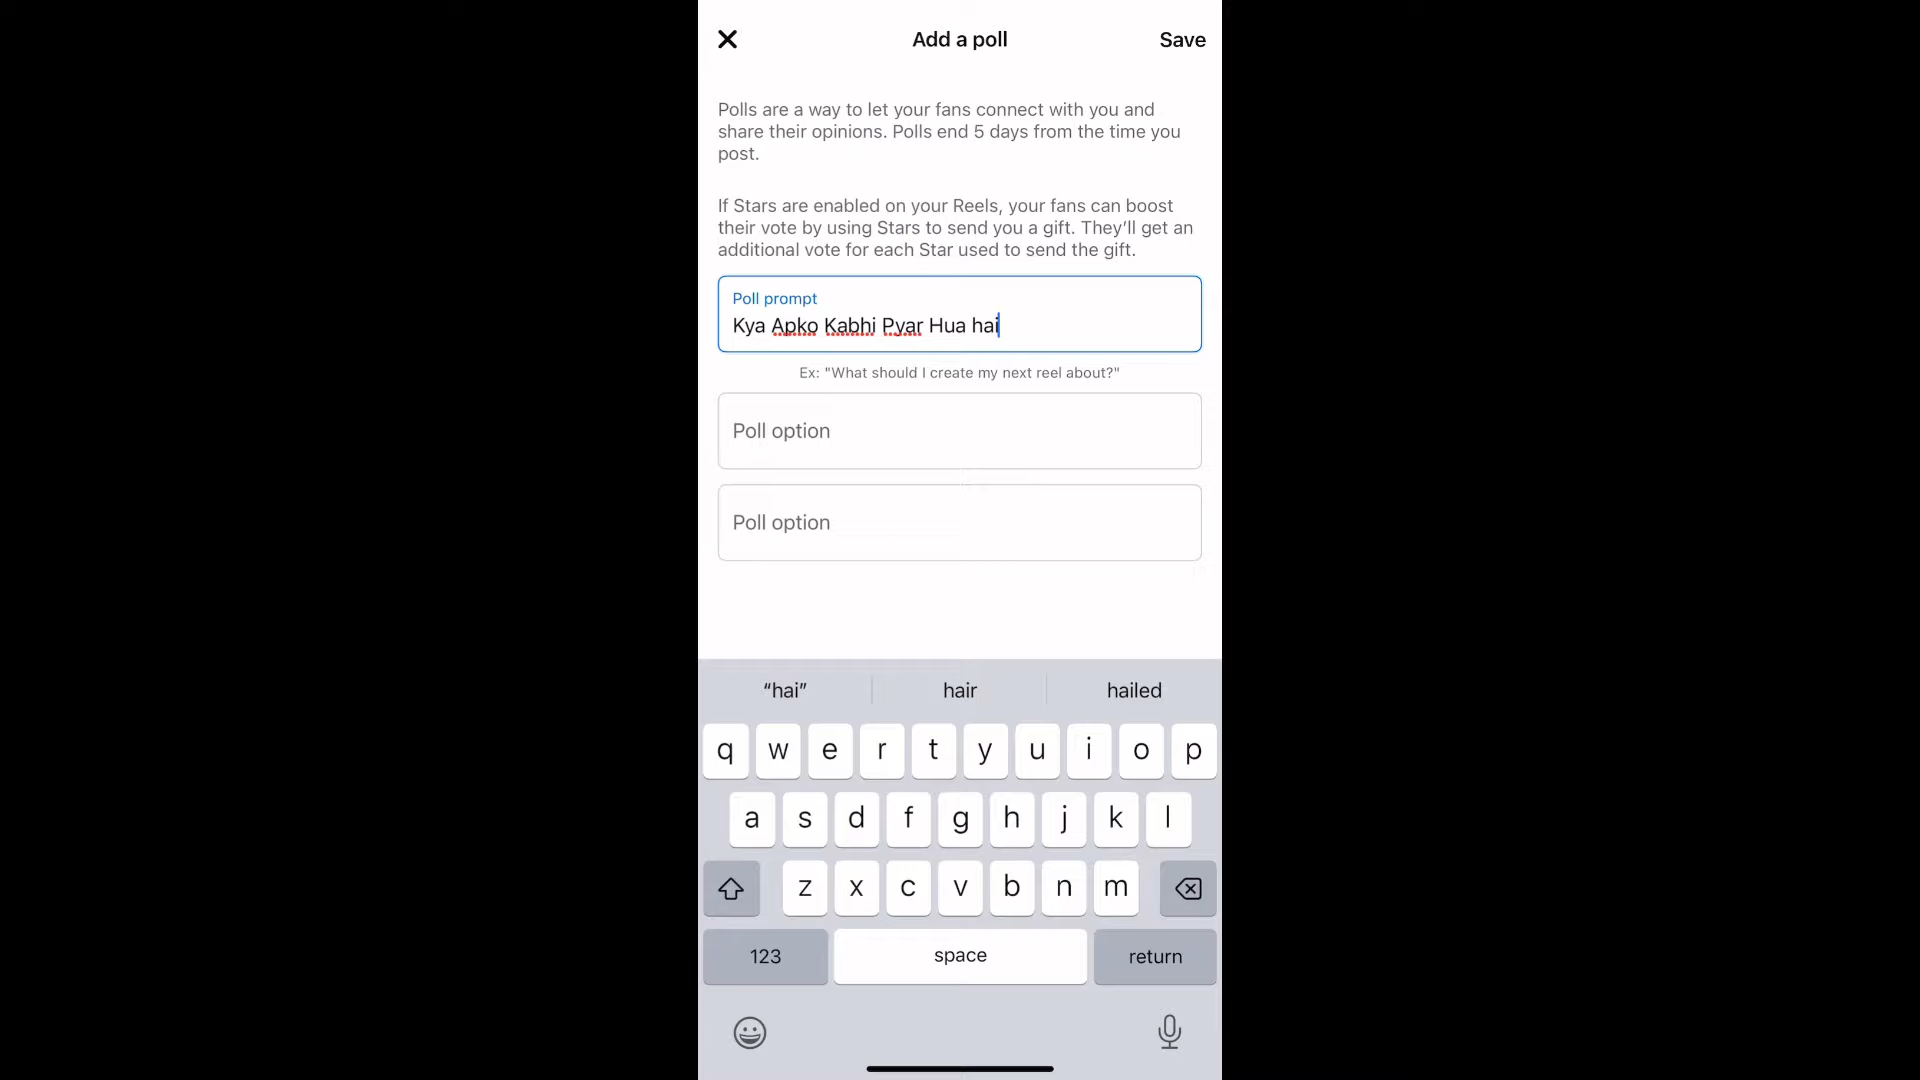 Add a poll
Save
Polls are a way to let your fans connect with you and
share their opinions. Polls end 5 days from the time you
post.
If Stars are enabled on your Reels, your fans can boost
their vote by using Stars to send you a gift. They’ll get an
additional vote for each Star used to send the gift.
Poll prompt
Kya Apko Kabhi Pyar Hua hai
Ex: "What should I create my next reel about?"
Poll option
Poll option
“hai” hair hailed
q w e r t y u i o p
a s d f g h j k l
z x c v b n m
123 space return